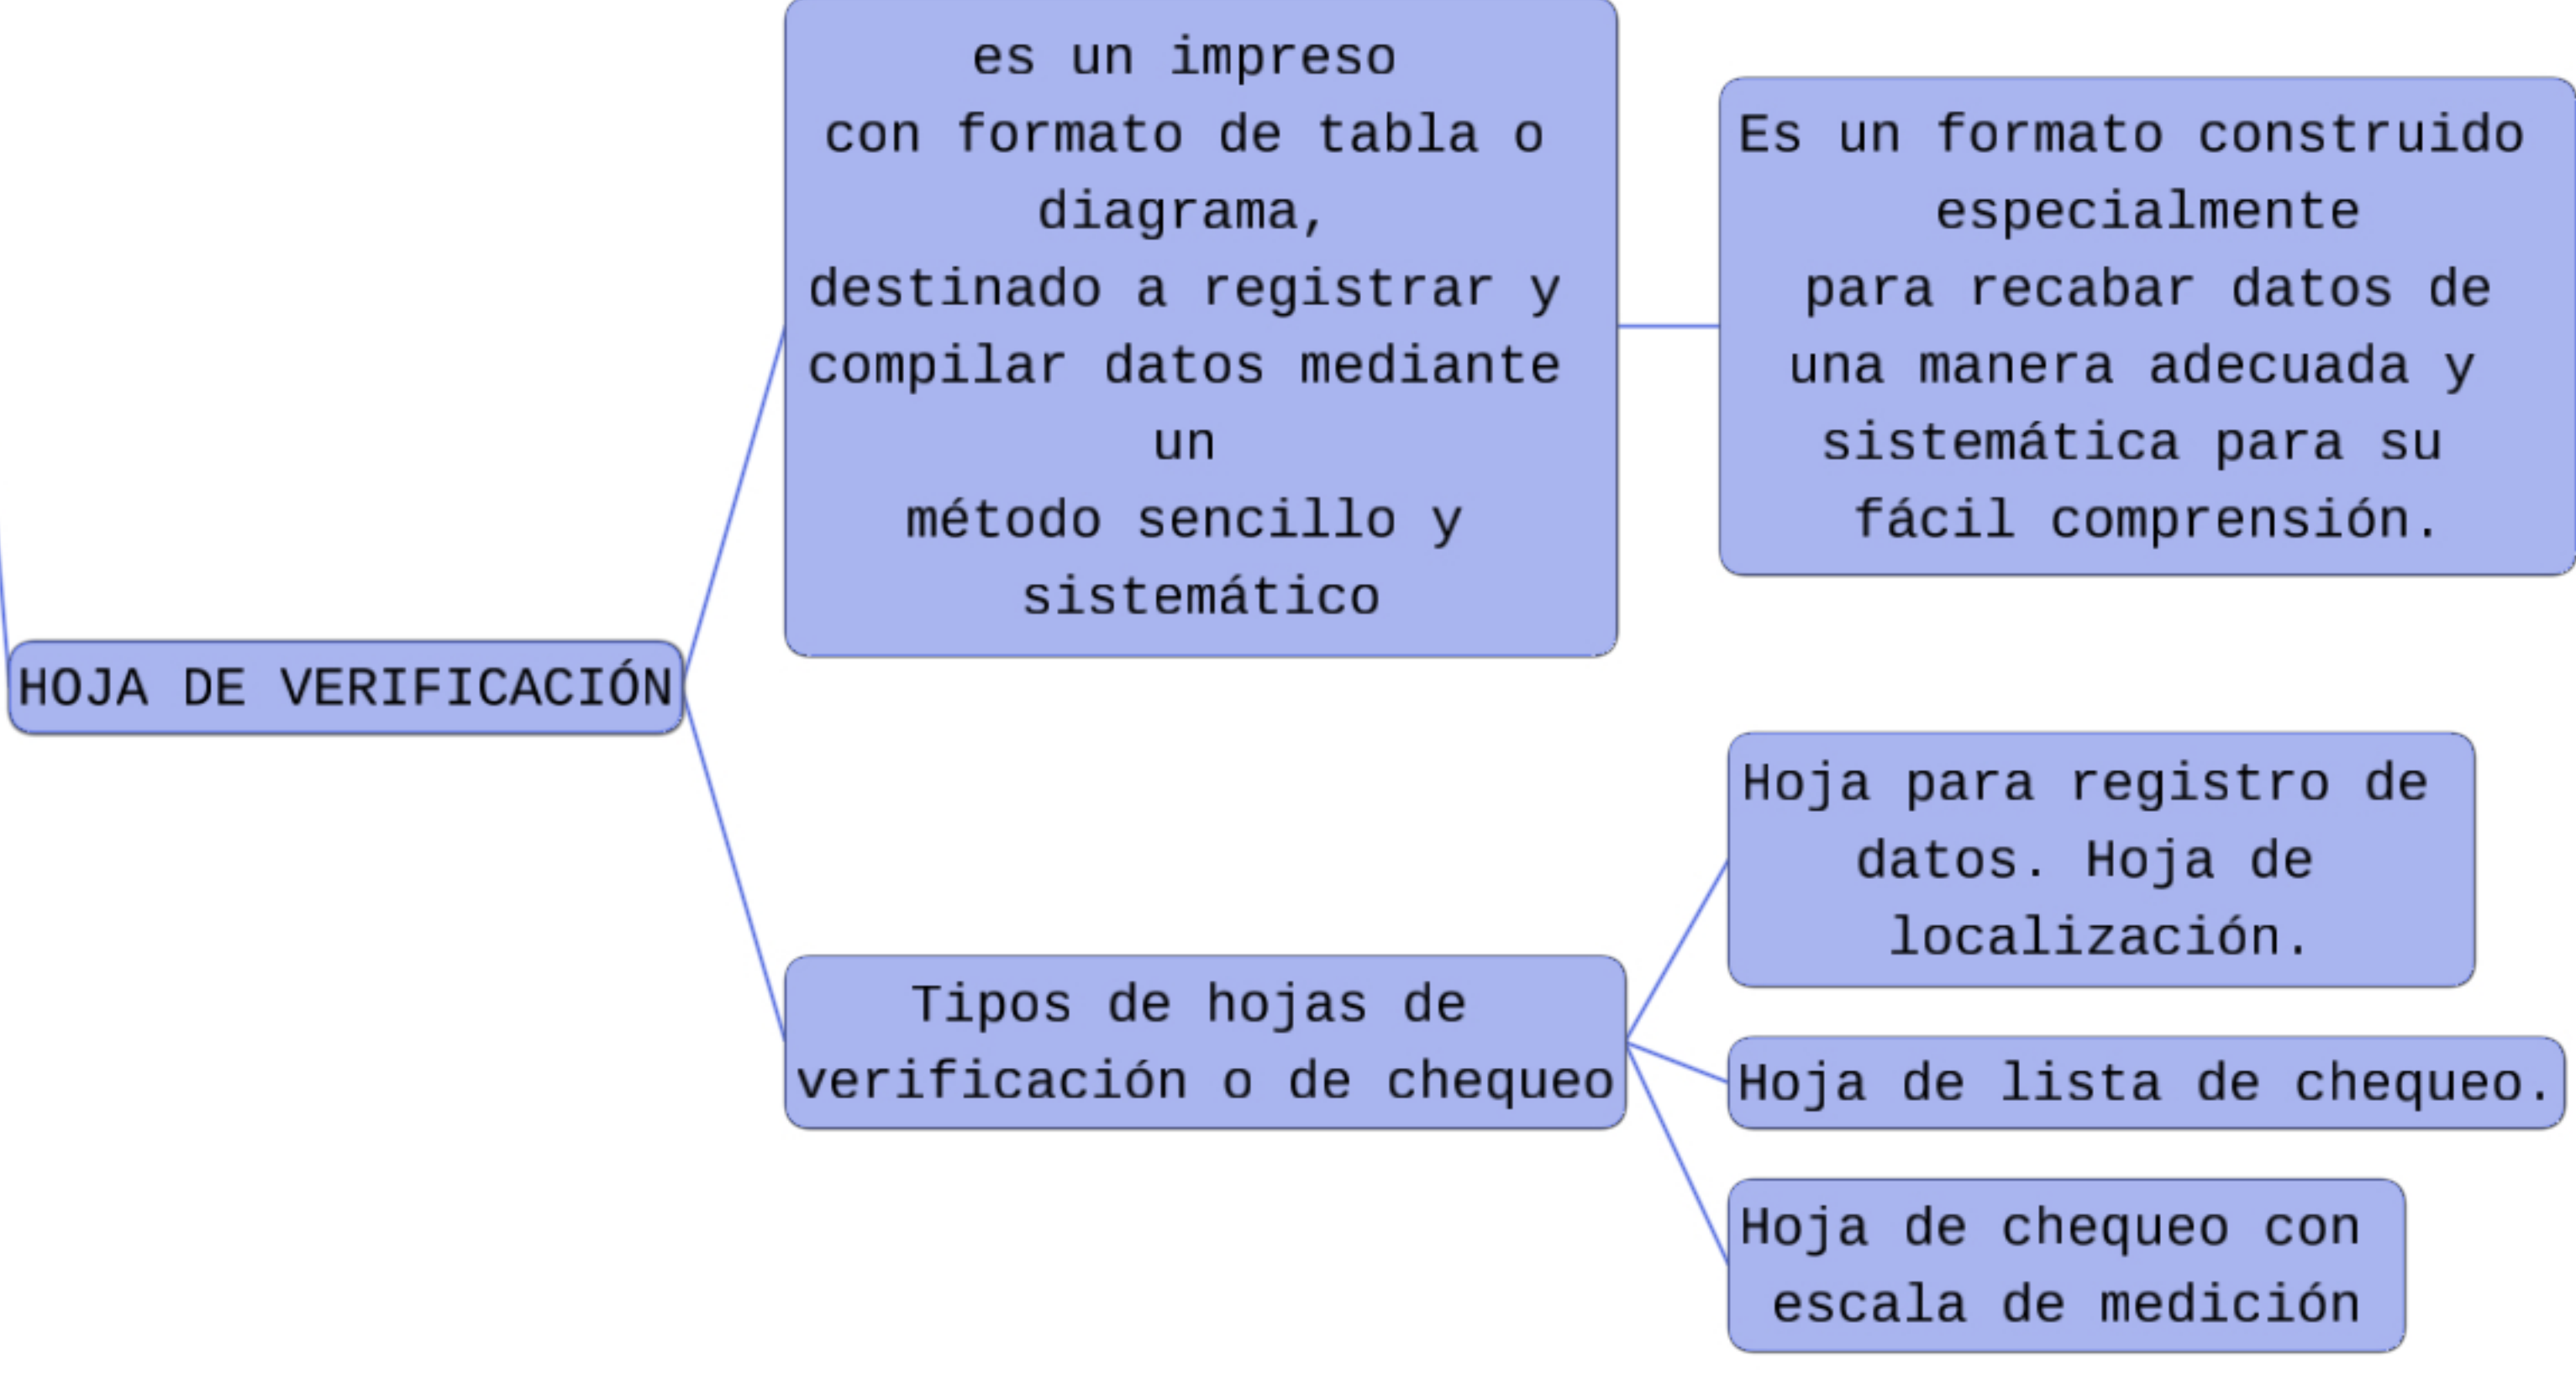 es un impreso
con formato de tabla o
diagrama,
destinado a registrar y
compilar datos mediante
un
método sencillo y
sistemático
Es un formato construido
especialmente
para recabar datos de
una manera adecuada y
sistemática para su
fácil comprensión.
HOJA DE VERIFICACIÓN
Tipos de hojas de
verificación o de chequeo
Hoja para registro de
datos. Hoja de
localización.
Hoja de lista de chequeo.
Hoja de chequeo con
escala de medición